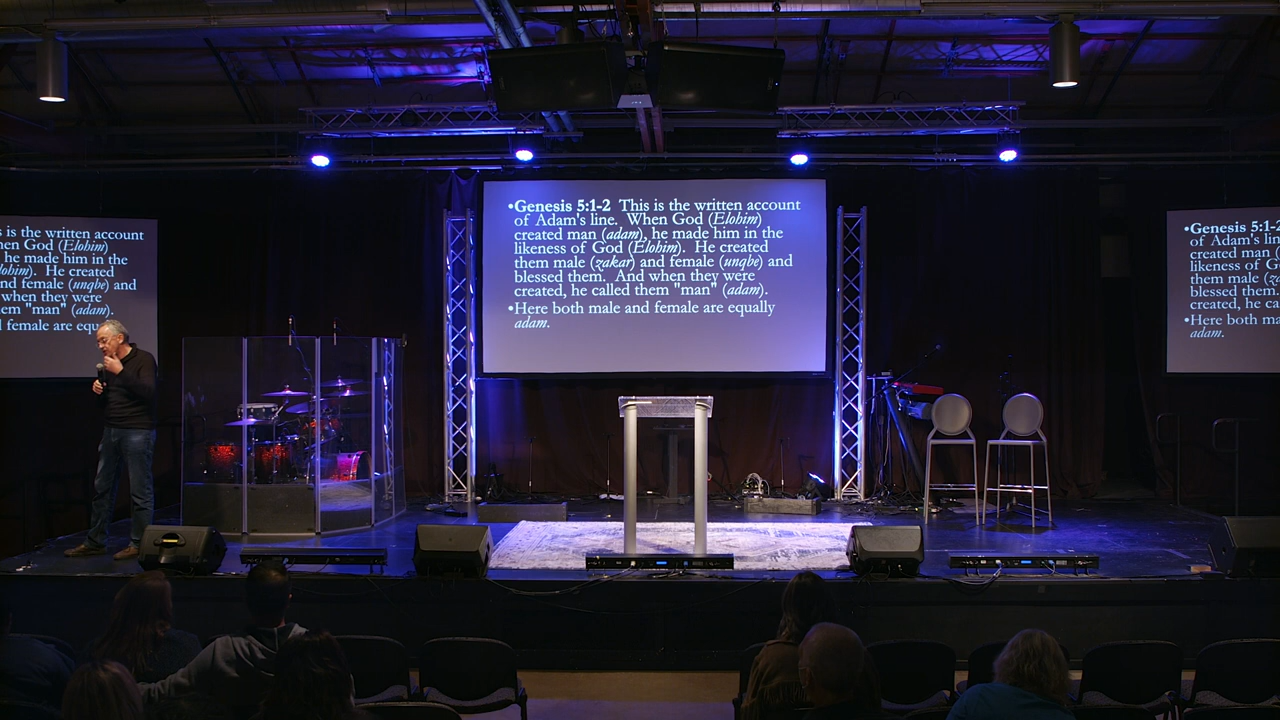 s is the written account
hen God (Elohim)
, he made him in the
lohim). He created
nd female (unqbe) and
when they were
em "man" (adam).
l female are equ
•Genesis 5:1-2 This is the written account
of Adam's line. When God (Elohim)
created man (adam), he made him in the
likeness of God (Elohim). He created
them male (zakar) and female (unqbe) and
blessed them. And when they were
created, he called them "man" (adam).
•Here both male and female are equally
adam.
•Genesis 5:1-2
of Adam's lin
created man (
likeness of G
them male (za
blessed them.
created, he ca
•Here both ma
adam.